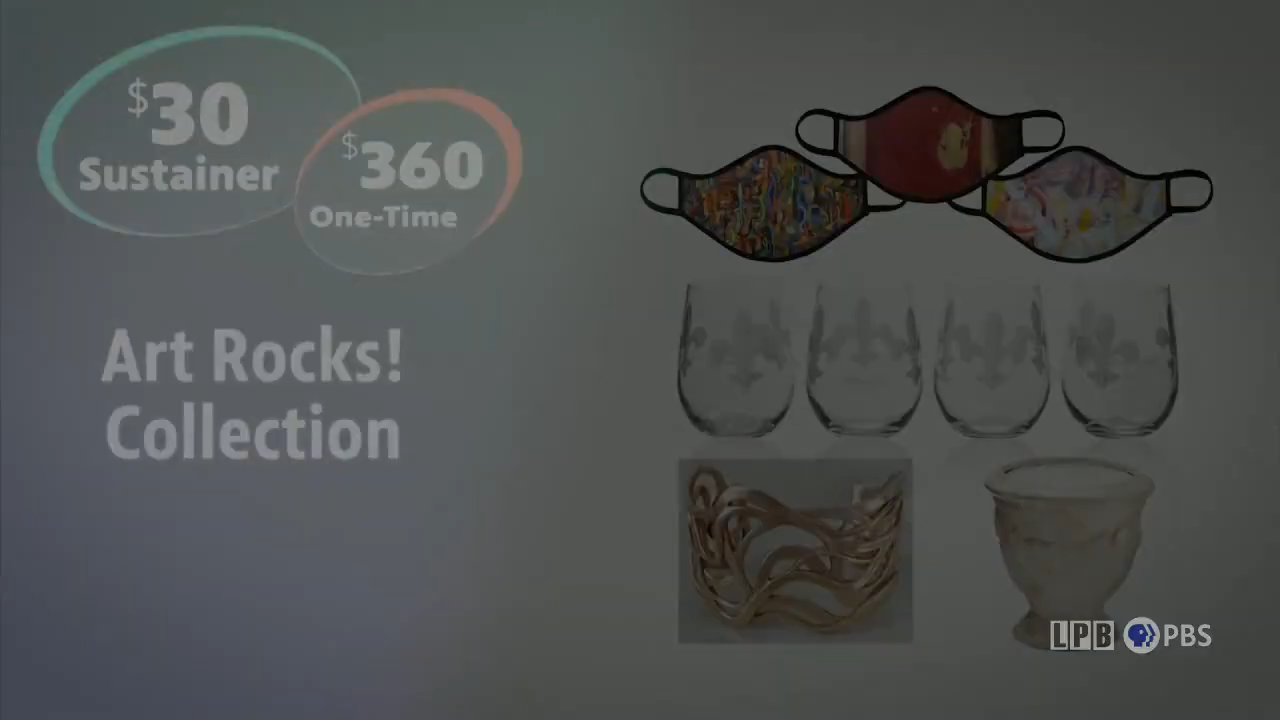 $30
Sustainer
$360
One-Time
Art Rocks!
Collection
LPB PBS